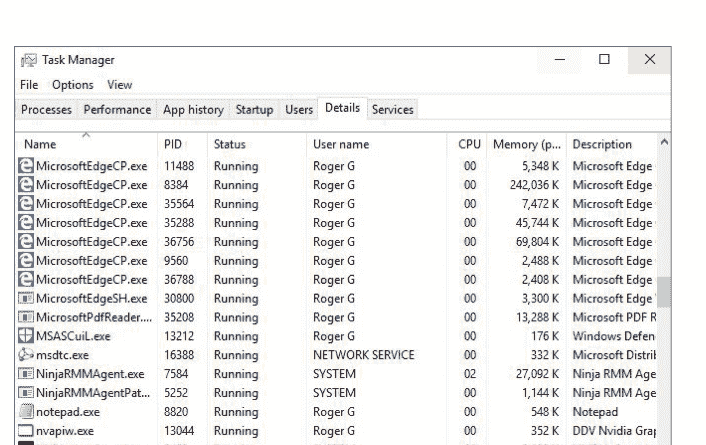 Task Manager
File Options View
Processes Performance App history Startup Users Details Services
Name PID Status User name CPU Memory (p... Description
MicrosoftEdgeCP.exe 11488 Running Roger G 00 5,348 K Microsoft Edge
MicrosoftEdgeCP.exe 8384 Running Roger G 00 242,036 K Microsoft Edge
MicrosoftEdgeCP.exe 35564 Running Roger G 00 7,472 K Microsoft Edge
MicrosoftEdgeCP.exe 35288 Running Roger G 00 45,744 K Microsoft Edge
MicrosoftEdgeCP.exe 36756 Running Roger G 00 69,804 K Microsoft Edge
MicrosoftEdgeCP.exe 9560 Running Roger G 00 2,488 K Microsoft Edge
MicrosoftEdgeCP.exe 36788 Running Roger G 00 2,408 K Microsoft Edge
MicrosoftEdgeSH.exe 30800 Running Roger G 00 3,300 K Microsoft Edge
MicrosoftPdfReader.... 35208 Running Roger G 00 13,288 K Microsoft PDF R
MSASCuiL.exe 13212 Running Roger G 00 176 K Windows Defen
msdtc.exe 16388 Running NETWORK SERVICE 00 332 K Microsoft Distril
NinjaRMMAgent.exe 7584 Running SYSTEM 02 27,092 K Ninja RMM Age
NinjaRMMAgentPat... 5252 Running SYSTEM 00 1,144 K Ninja RMM Age
notepad.exe 8820 Running Roger G 00 548 K Notepad
nvapiw.exe 13044 Running Roger G 00 352 K DDV Nvidia Grap